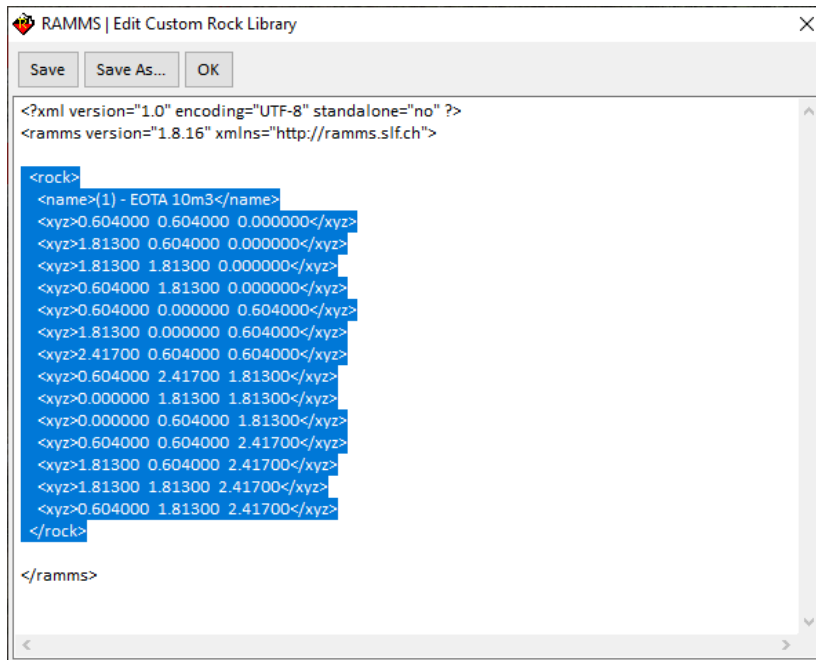 RAMMS | Edit Custom Rock Library
Save Save As... OK
<?xml version="1.0" encoding="UTF-8" standalone="no" ?>
<ramms version="1.8.16" xmlns="http://ramms.slf.ch">
<rock>
<name>(1) - EOTA 10m3</name>
<xyz>0.604000 0.604000 0.000000</xyz>
<xyz>1.81300 0.604000 0.000000</xyz>
<xyz>1.81300 1.81300 0.000000</xyz>
<xyz>0.604000 1.81300 0.000000</xyz>
<xyz>0.604000 0.000000 0.604000</xyz>
<xyz>1.81300 0.000000 0.604000</xyz>
<xyz>2.41700 0.604000 0.604000</xyz>
<xyz>0.604000 2.41700 1.81300</xyz>
<xyz>0.000000 1.81300 1.81300</xyz>
<xyz>0.000000 0.604000 1.81300</xyz>
<xyz>0.604000 0.604000 2.41700</xyz>
<xyz>1.81300 0.604000 2.41700</xyz>
<xyz>1.81300 1.81300 2.41700</xyz>
<xyz>0.604000 1.81300 2.41700</xyz>
</rock>
</ramms>